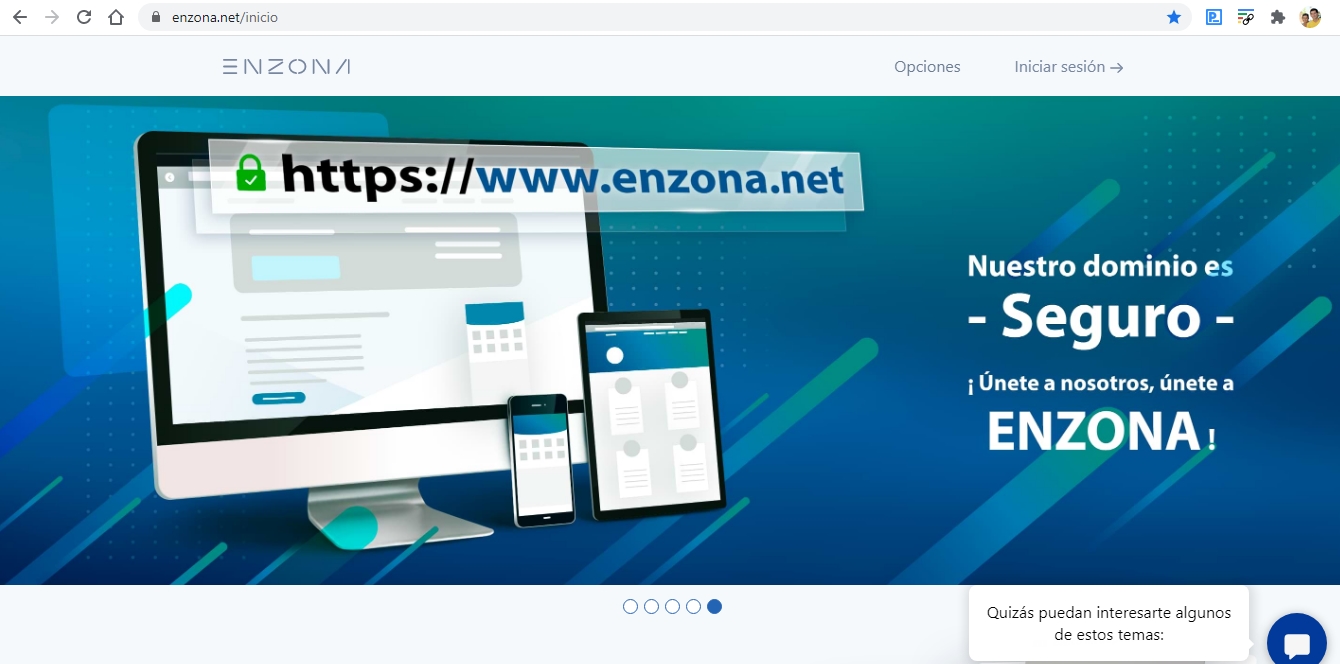 enzona.net/inicio
ENZONA
Opciones
Iniciar sesión →
https://www.enzona.net
Nuestro dominio es
- Seguro -
¡Únete a nosotros, únete a
ENZONA!
Quizás puedan interesarte algunos
de estos temas: